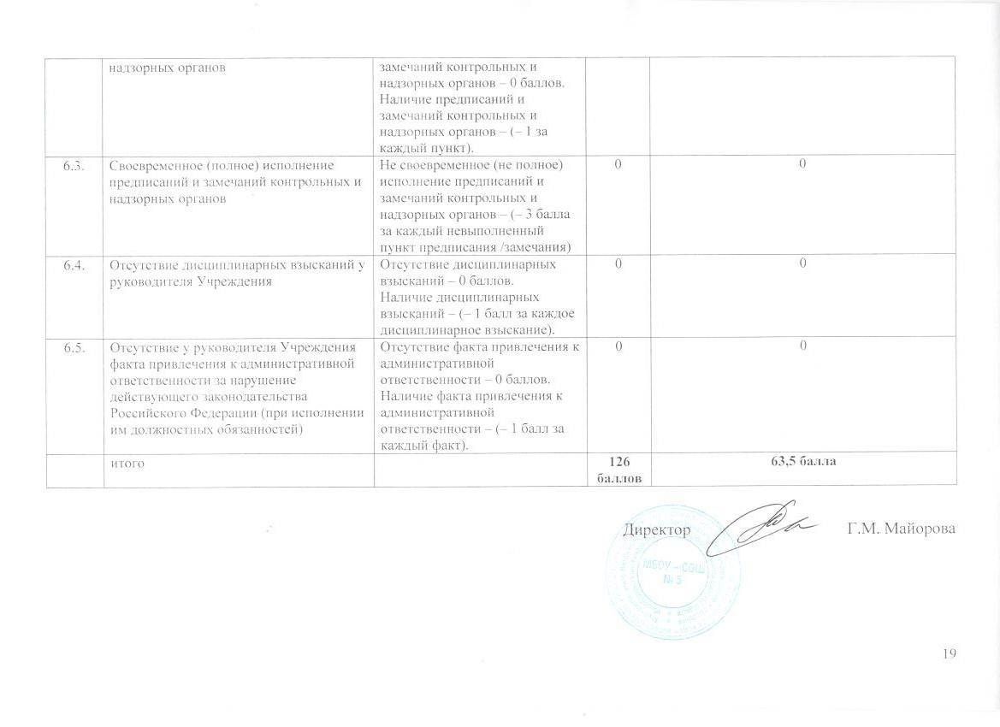 надзорных органов
замечаний контрольных и
надзорных органов – 0 баллов.
Наличие предписаний и
замечаний контрольных и
надзорных органов – (– 1 за
каждый пункт).
6.3.
Своевременное (полное) исполнение
предписаний и замечаний контрольных и
надзорных органов
Не своевременное (не полное)
исполнение предписаний и
замечаний контрольных и
надзорных органов – (– 3 балла
за каждый невыполненный
пункт предписания /замечания)
0
0
6.4.
Отсутствие дисциплинарных взысканий у
руководителя Учреждения
Отсутствие дисциплинарных
взысканий – 0 баллов.
Наличие дисциплинарных
взысканий – (– 1 балл за каждое
дисциплинарное взыскание).
0
0
6.5.
Отсутствие у руководителя Учреждения
факта привлечения к административной
ответственности за нарушение
действующего законодательства
Российской Федерации (при исполнении
им должностных обязанностей)
Отсутствие факта привлечения к
административной
ответственности – 0 баллов.
Наличие факта привлечения к
административной
ответственности – (– 1 балл за
каждый факт).
0
0
итого
126
баллов
63,5 балла
Директор
Г.М. Майорова
МБОУ – СОШ
№ 5
19